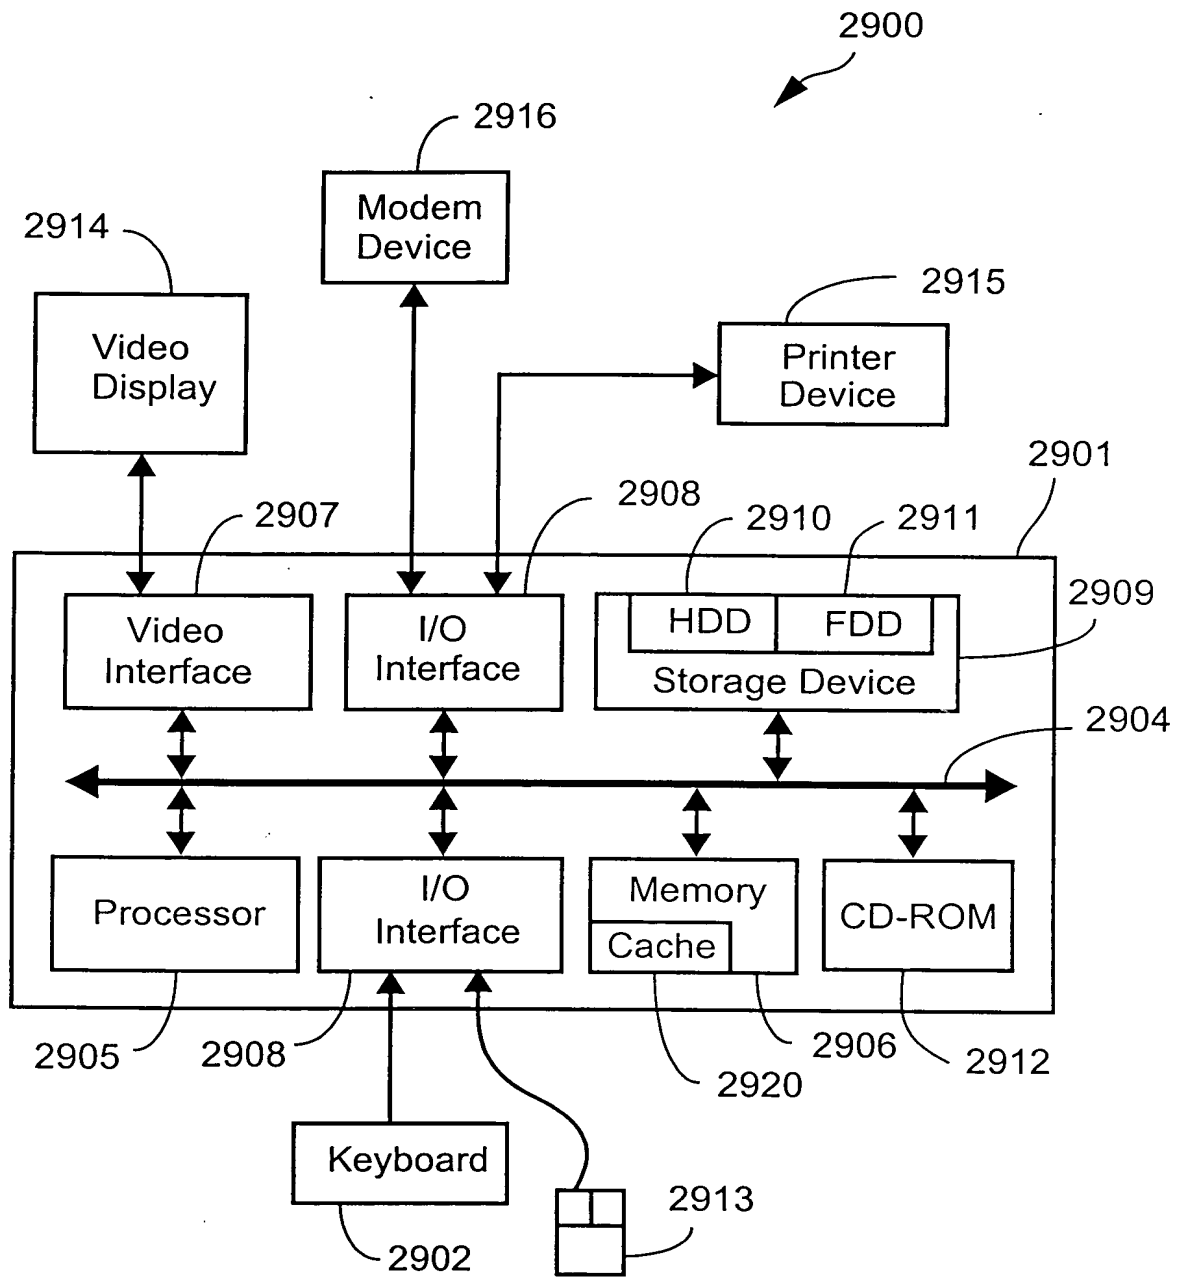 2900
2916
Modem
Device
2914
Video
Display
2915
Printer
Device
2901
2907
2908
2910
2911
2909
Video
Interface
I/O
Interface
HDD
FDD
Storage Device
2904
Processor
I/O
Interface
Memory
Cache
CD-ROM
2905
2908
2920
2906
2912
Keyboard
2902
2913